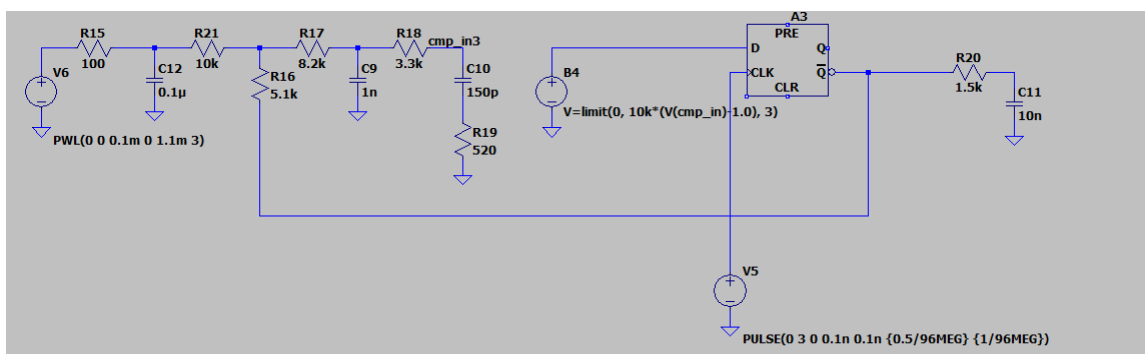 R15
100
R21
10k
R17
8.2k
R18
3.3k
cmp_in3
V6
C12
0.1µ
R16
5.1k
C9
1n
C10
150p
R19
520
PWL(0 0 0.1m 0 1.1m 3)
B4
V=limit(0, 10k*(V(cmp_in)-1.0), 3)
A3
PRE
D
Q
CLK
Q
CLR
R20
1.5k
C11
10n
V5
PULSE(0 3 0 0.1n 0.1n {0.5/96MEG} {1/96MEG})